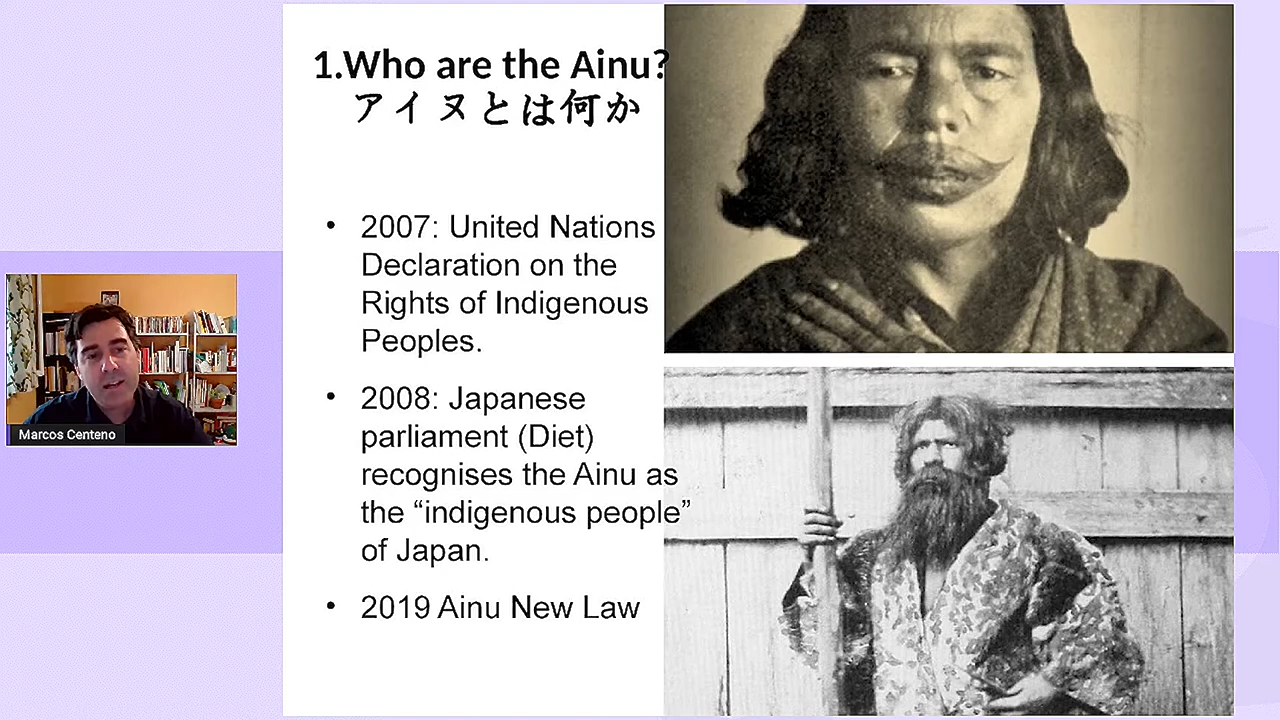 1.Who are the Ainu?
アイヌとは何か
• 2007: United Nations
Declaration on the
Rights of Indigenous
Peoples.
• 2008: Japanese
parliament (Diet)
recognises the Ainu as
the “indigenous people”
of Japan.
• 2019 Ainu New Law
Marcos Centeno